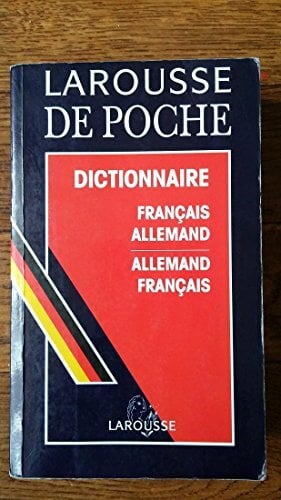 LAROUSSE
DE POCHE
DICTIONNAIRE
FRANÇAIS
ALLEMAND
ALLEMAND
FRANÇAIS
LAROUSSE